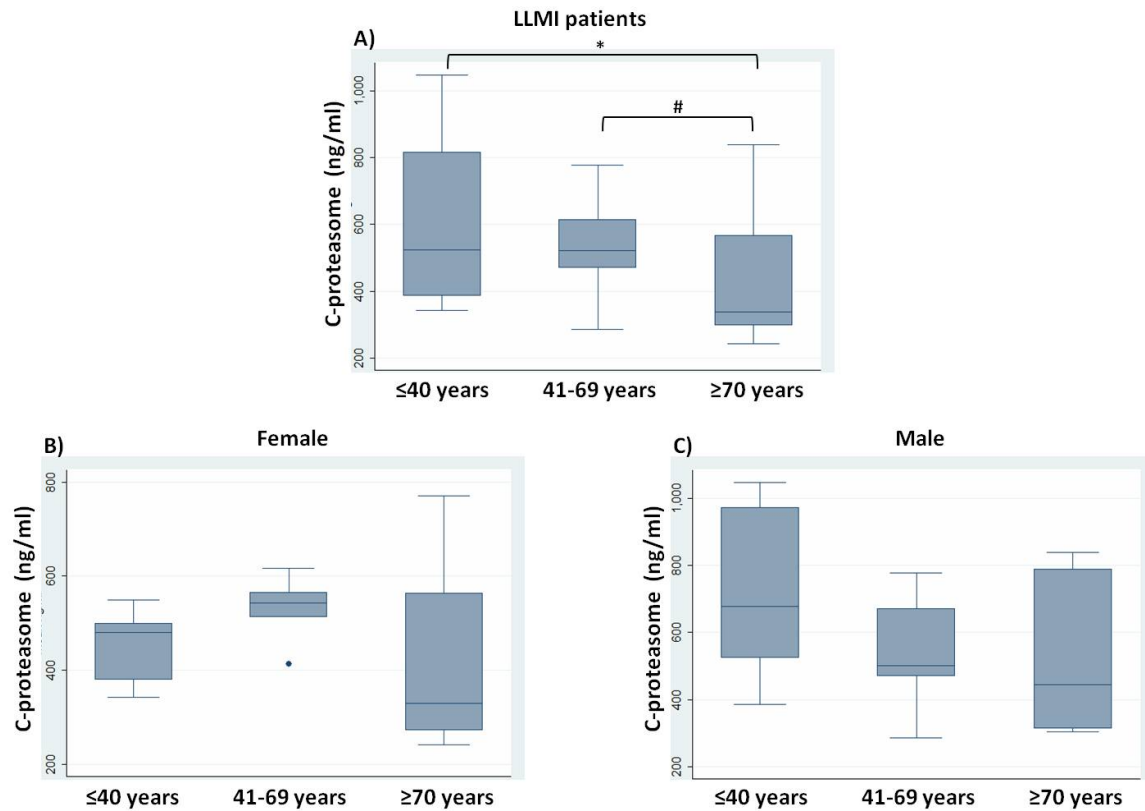 LLMI patients
A)
*
#
C-proteasome (ng/ml)
1,000
800
600
400
200
≤40 years 41-69 years ≥70 years
B) Female
C-proteasome (ng/ml)
800
600
400
200
≤40 years 41-69 years ≥70 years
C) Male
C-proteasome (ng/ml)
1,000
800
600
400
200
≤40 years 41-69 years ≥70 years